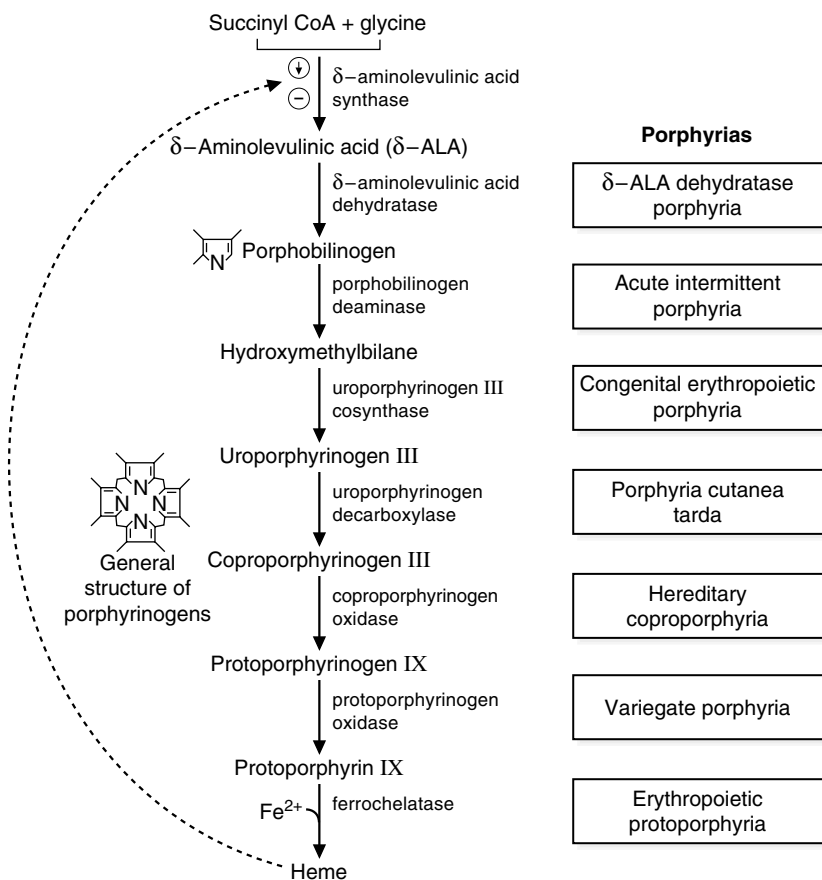 Succinyl CoA + glycine
δ–aminolevulinic acid
synthase
δ–Aminolevulinic acid (δ-ALA)
Porphyrias
δ–aminolevulinic acid
dehydratase
δ–ALA dehydratase
porphyria
N
Porphobilinogen
porphobilinogen
deaminase
Acute intermittent
porphyria
Hydroxymethylbilane
uroporphyrinogen III
cosynthase
Congenital erythropoietic
porphyria
Uroporphyrinogen III
uroporphyrinogen
decarboxylase
Porphyria cutanea
tarda
N
N N
N
General
structure of
porphyrinogens
Coproporphyrinogen III
coproporphyrinogen
oxidase
Hereditary
coproporphyria
Protoporphyrinogen IX
protoporphyrinogen
oxidase
Variegate porphyria
Protoporphyrin IX
Fe²⁺
ferrochelatase
Erythropoietic
protoporphyria
Heme